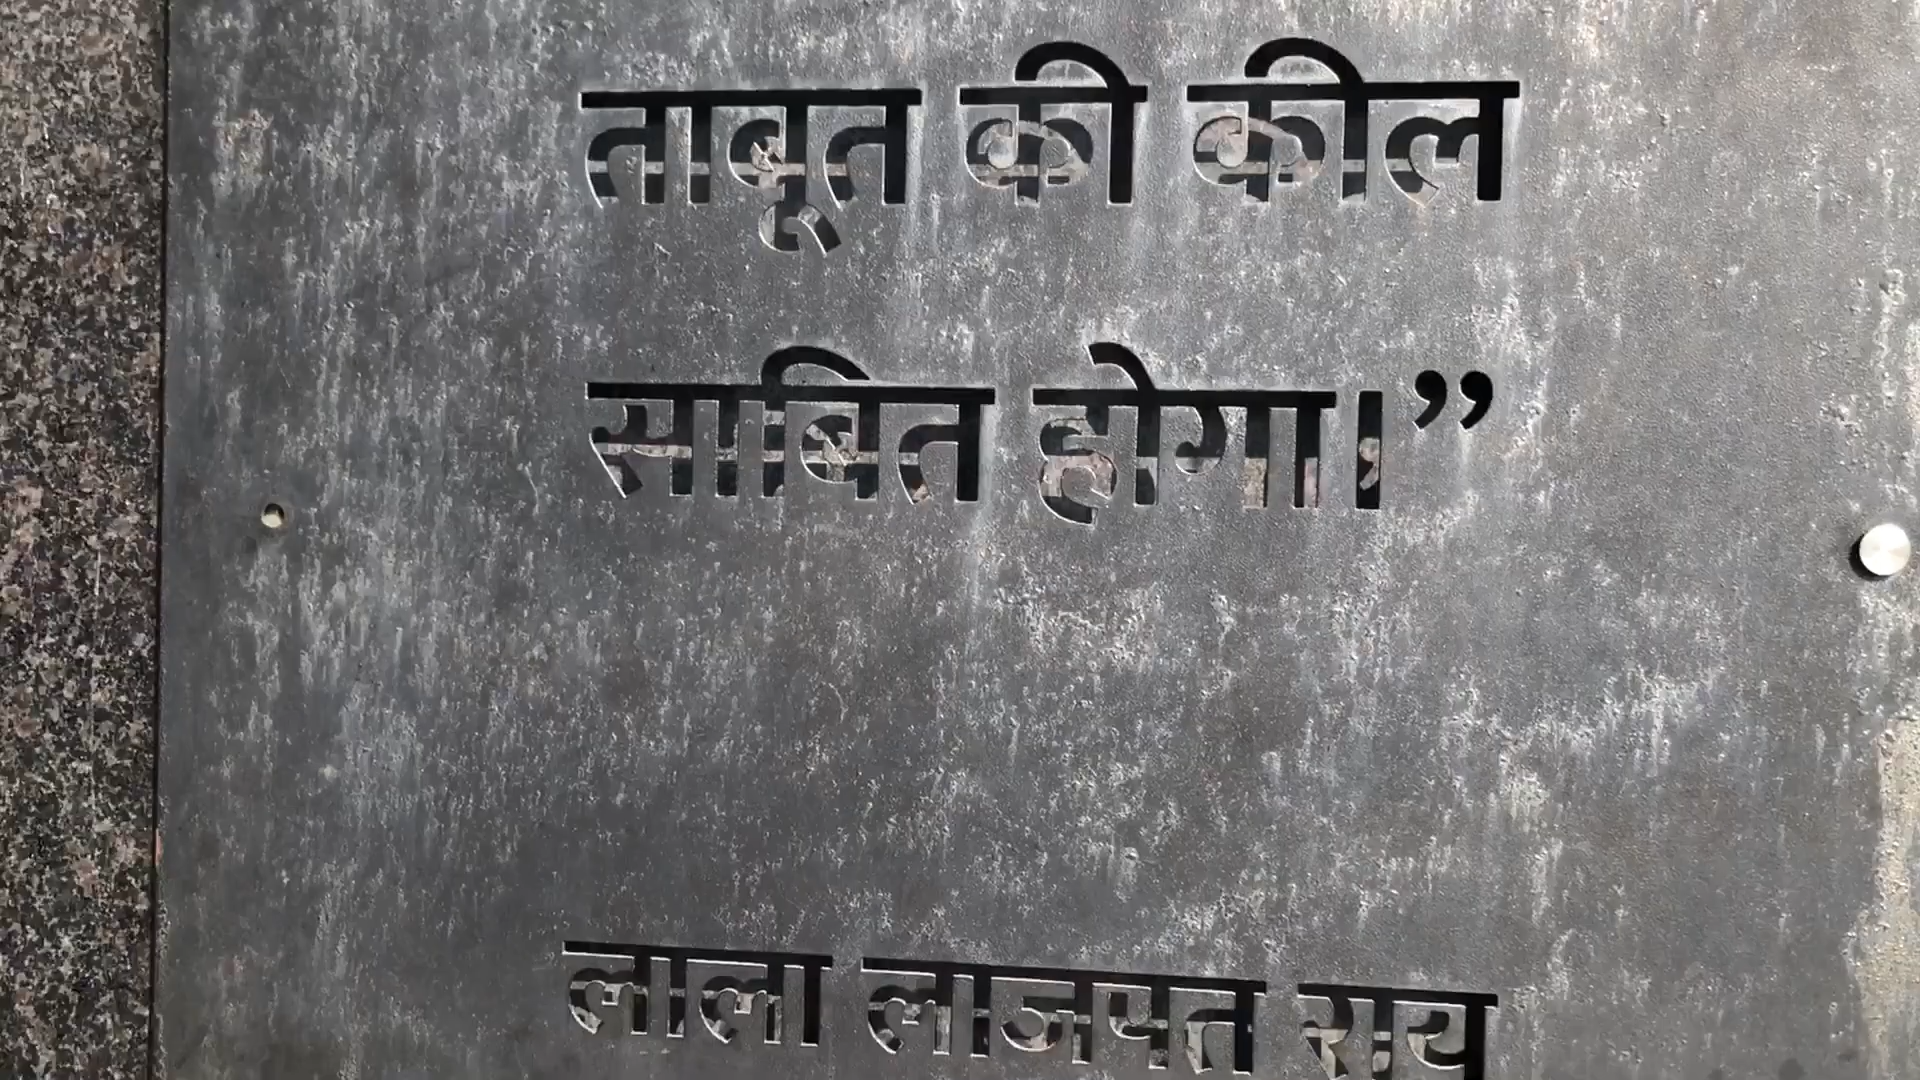 ताबूत की कील
साबित होगा।”
लाला लाजपत राय